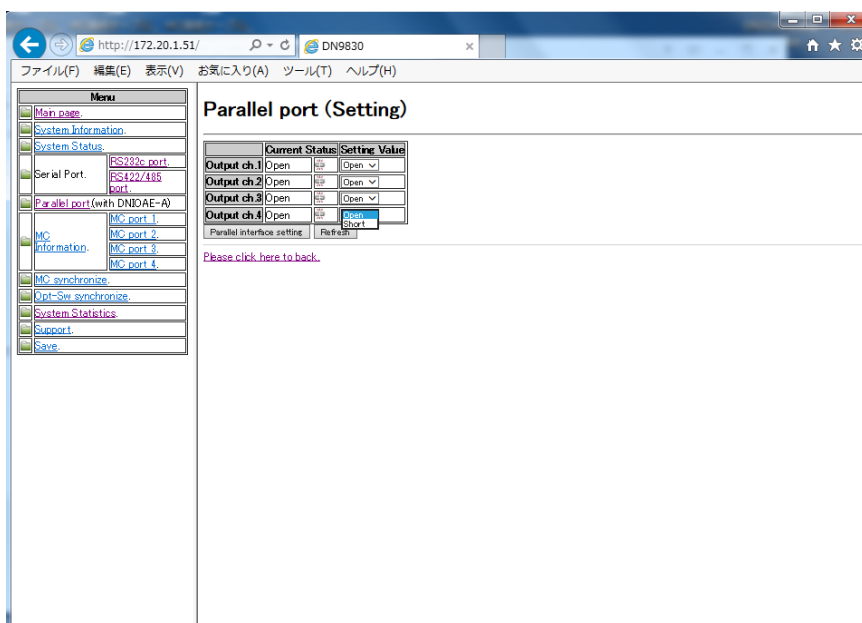 http://172.20.1.51/
DN9830
ファイル(F) 編集(E) 表示(V) お気に入り(A) ツール(T) ヘルプ(H)
Menu
Main page.
System Information.
System Status.
Serial Port.
RS232c port.
RS422/485
port.
Parallel port.(with DNIOAE-A)
MC
Information.
MC port 1.
MC port 2.
MC port 3.
MC port 4.
MC synchronize.
Opt-Sw synchronize.
System Statistics.
Support.
Save.
Parallel port (Setting)
Current Status Setting Value
Output ch.1 Open Open
Output ch.2 Open Open
Output ch.3 Open Open
Output ch.4 Open Open
Short
Parallel interface setting Refresh
Please click here to back.